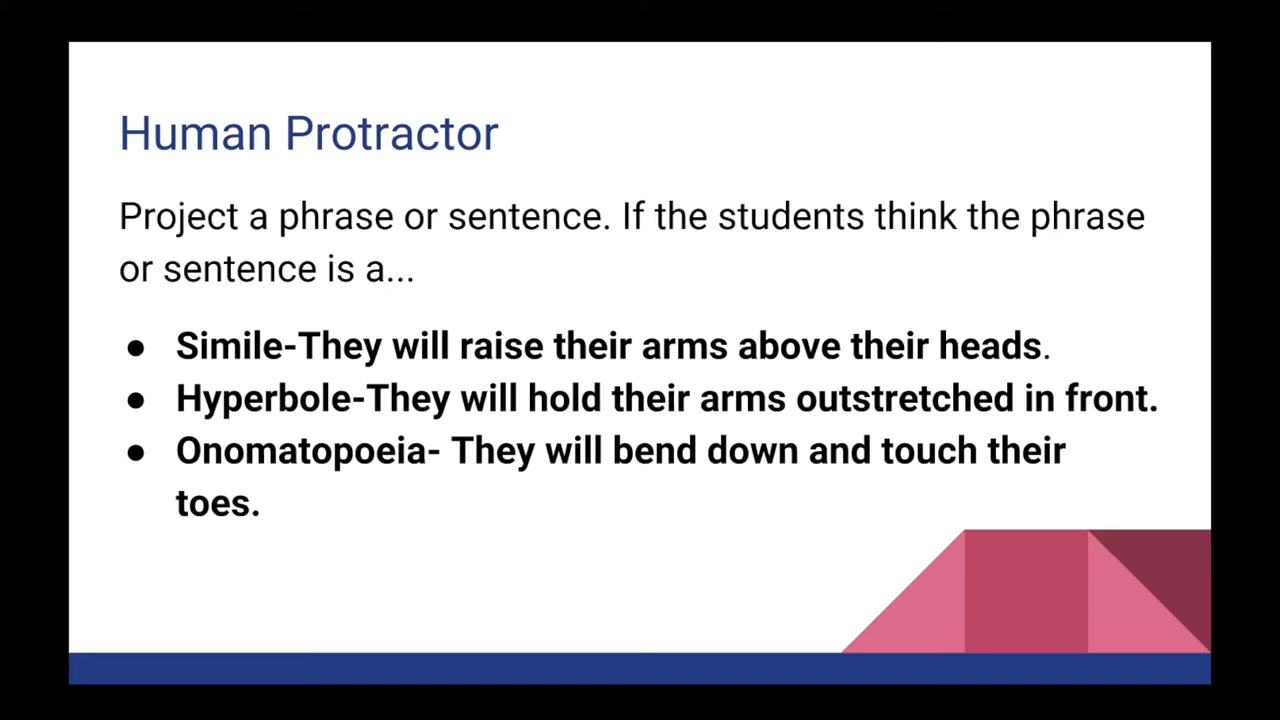 Human Protractor
Project a phrase or sentence. If the students think the phrase
or sentence is a...
● Simile-They will raise their arms above their heads.
● Hyperbole-They will hold their arms outstretched in front.
● Onomatopoeia- They will bend down and touch their
toes.